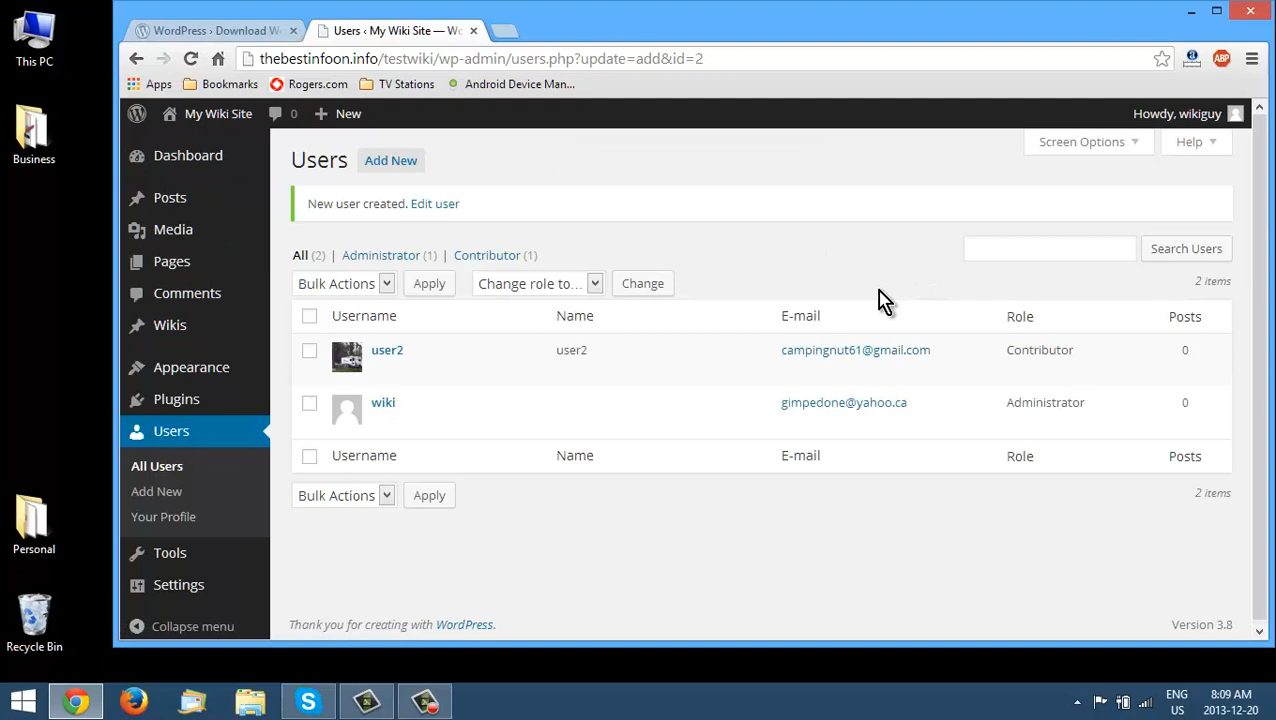 This PC
Business
Personal
Recycle Bin
WordPress › Download W
Users ‹ My Wiki Site — Wo
thebestinfoon.info/testwiki/wp-admin/users.php?update=add&id=2
ABP
Apps
Bookmarks
Rogers.com
TV Stations
Android Device Man...
My Wiki Site
0
New
Howdy, wikiguy
Dashboard
Posts
Media
Pages
Comments
Wikis
Appearance
Plugins
Users
All Users
Add New
Your Profile
Tools
Settings
Collapse menu
Users Add New
Screen Options
Help
New user created. Edit user
All (2) | Administrator (1) | Contributor (1)
Search Users
Bulk Actions Apply Change role to... Change
2 items
Username Name E-mail Role Posts
user2 user2 campingnut61@gmail.com Contributor 0
wiki gimpedone@yahoo.ca Administrator 0
Username Name E-mail Role Posts
Bulk Actions Apply
2 items
Thank you for creating with WordPress.
Version 3.8
ENG
US
8:09 AM
2013-12-20